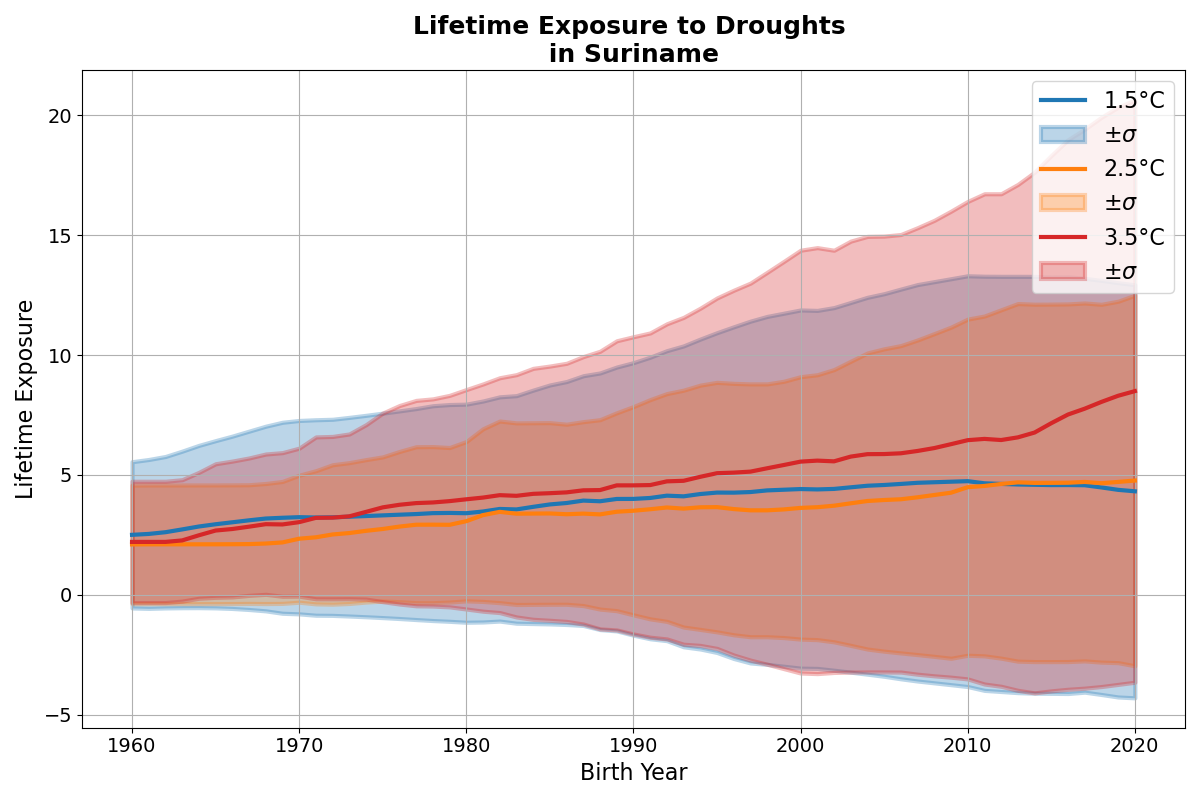 Lifetime Exposure to Droughts
in Suriname
1.5°C
±σ
2.5°C
±σ
3.5°C
±σ
Lifetime Exposure
20
15
10
5
0
−5
1960
1970
1980
1990
2000
2010
2020
Birth Year